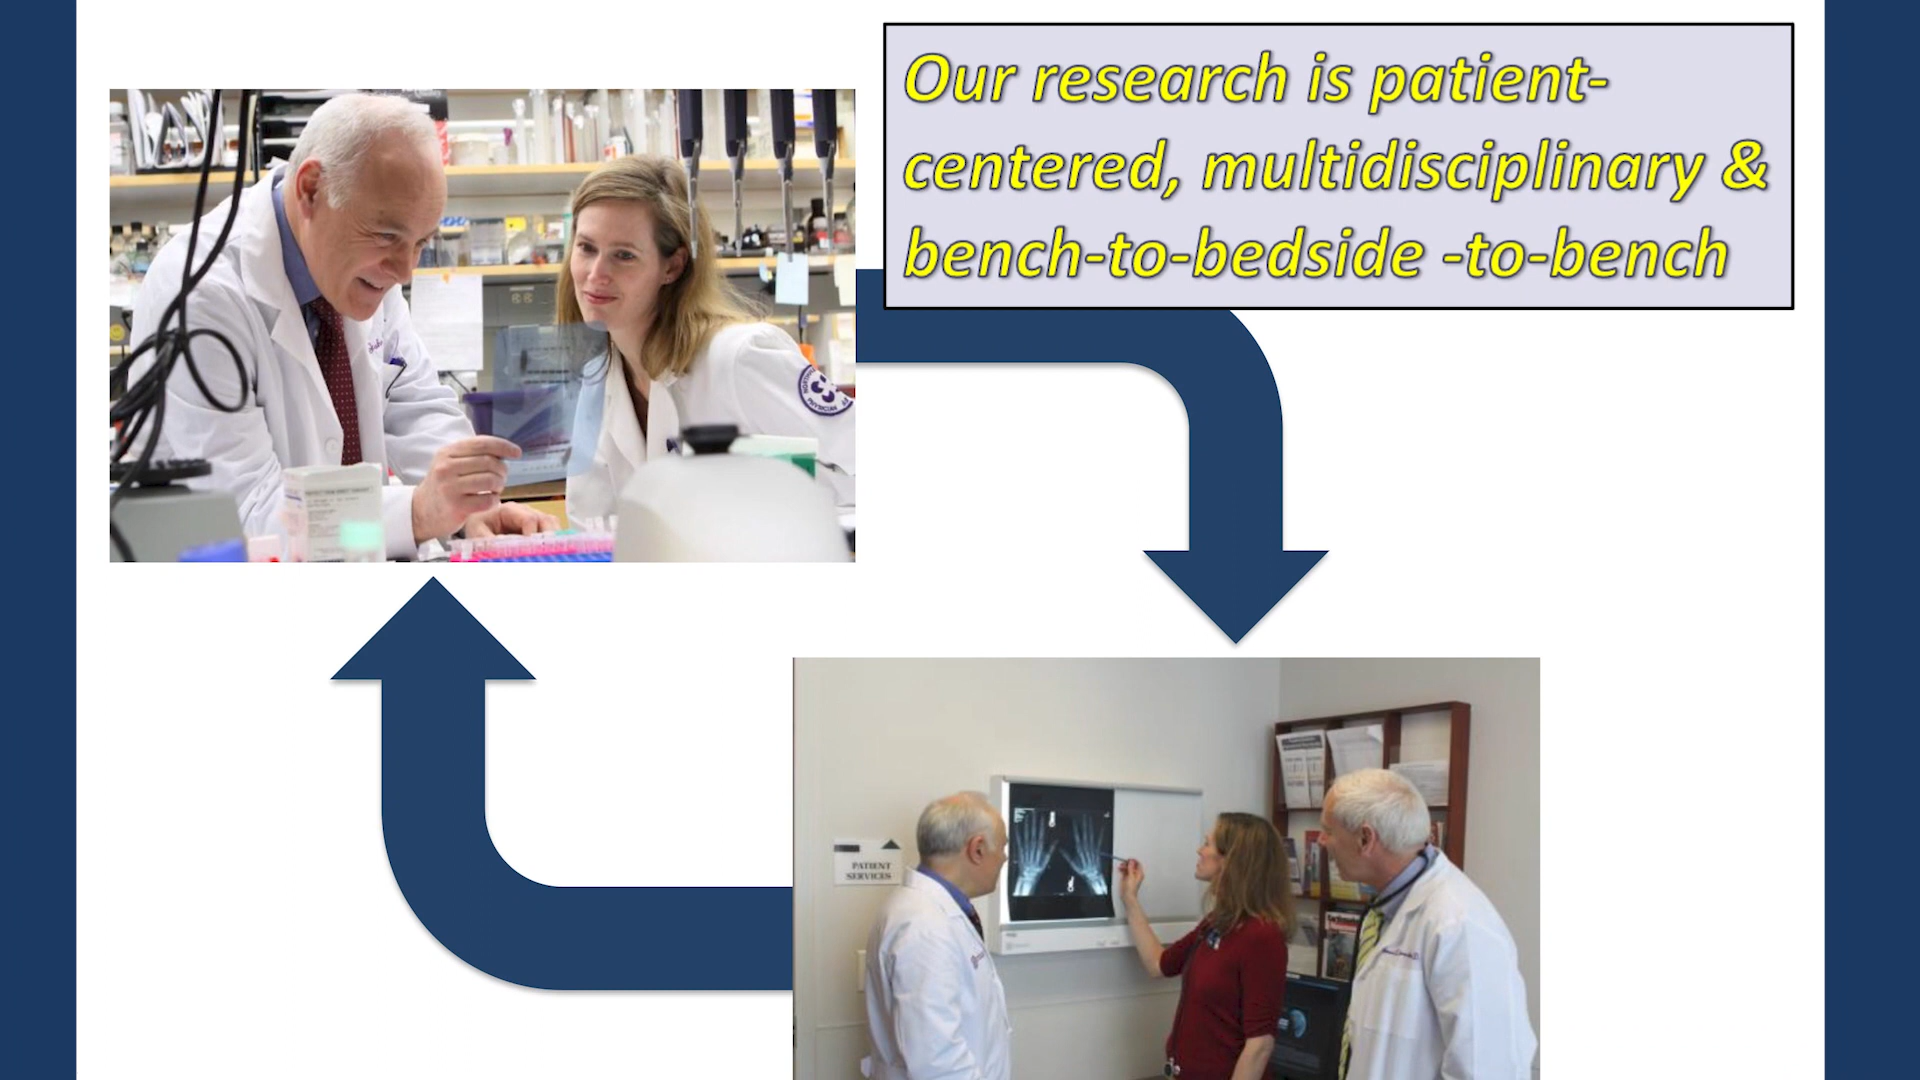 Our research is patient-
centered, multidisciplinary &
bench-to-bedside -to-bench
PATIENT
SERVICES